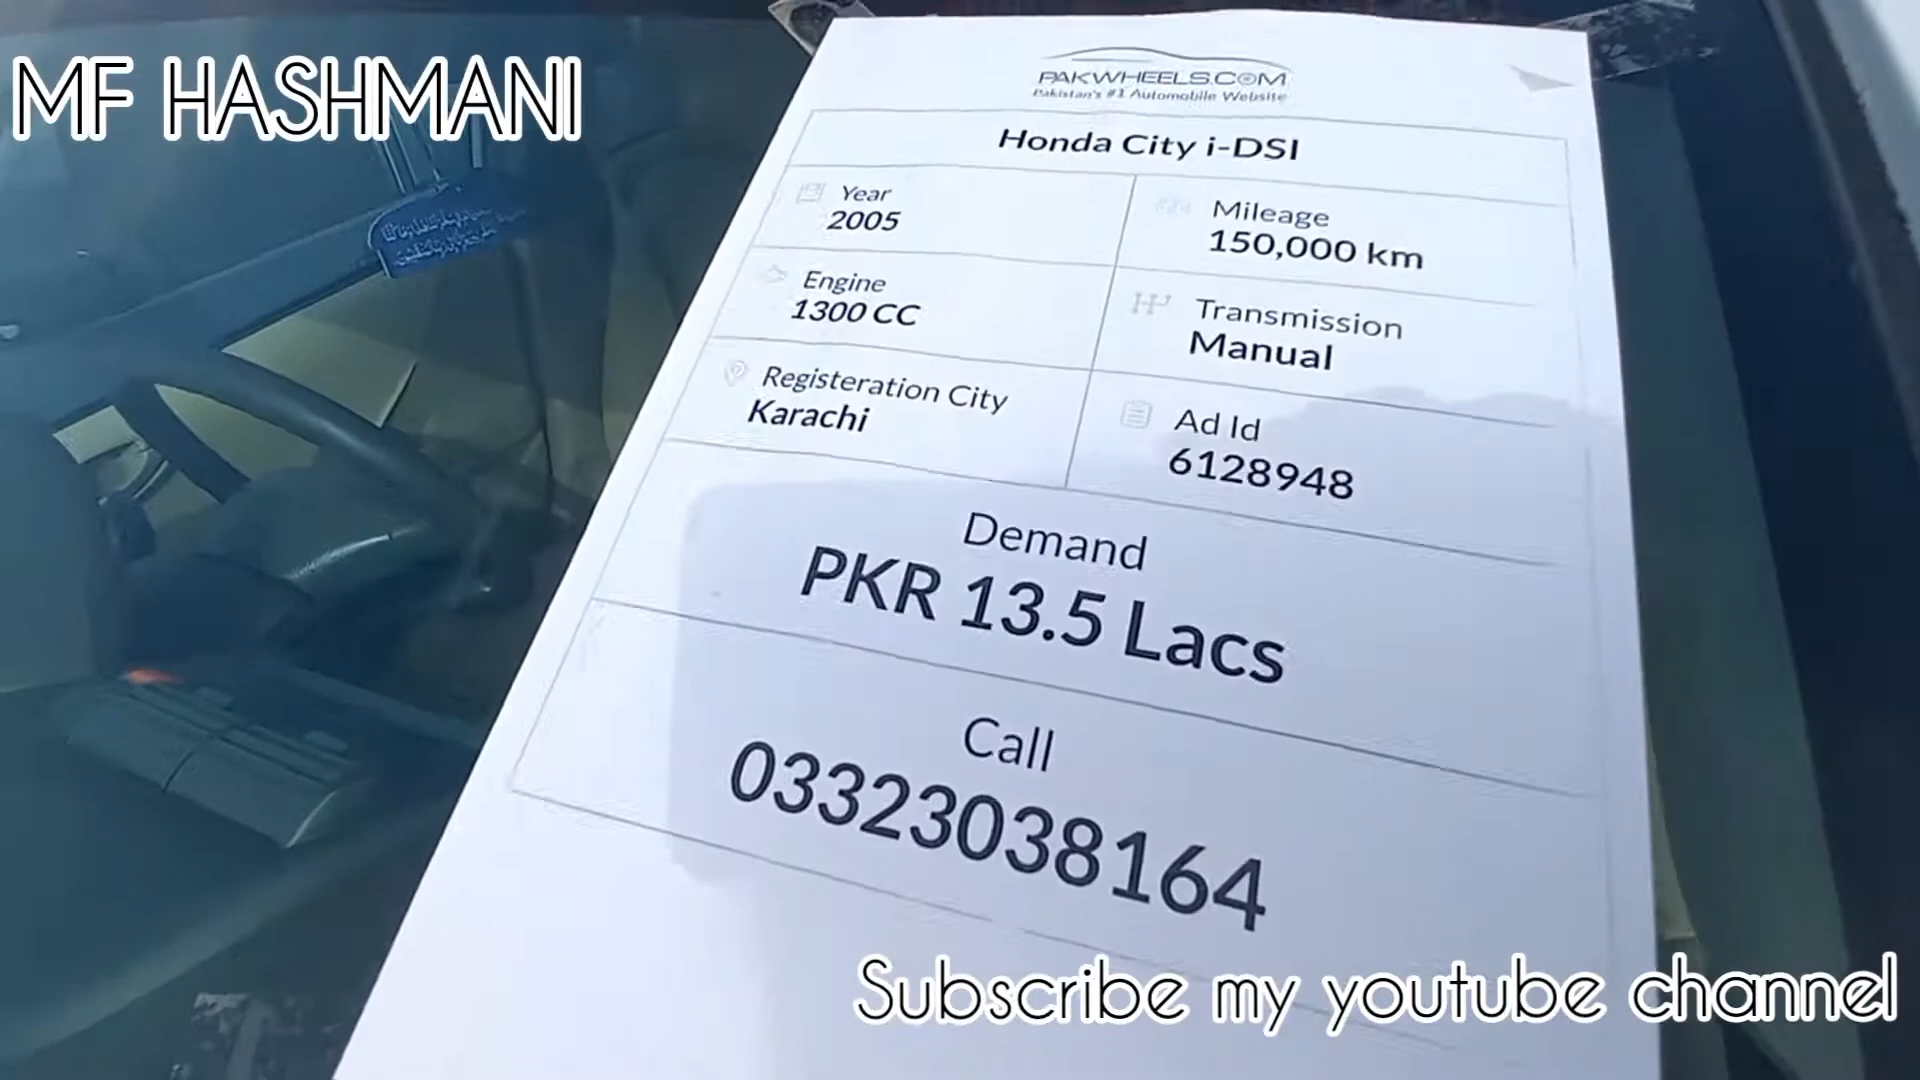 MF HASHMANI
PAKWHEELS.COM
Pakistan's #1 Automobile Website
Honda City i-DSI
Year
2005
Mileage
150,000 km
Engine
1300 CC
Transmission
Manual
Registeration City
Karachi
Ad Id
6128948
Demand
PKR 13.5 Lacs
Call
03323038164
Subscribe my youtube channel